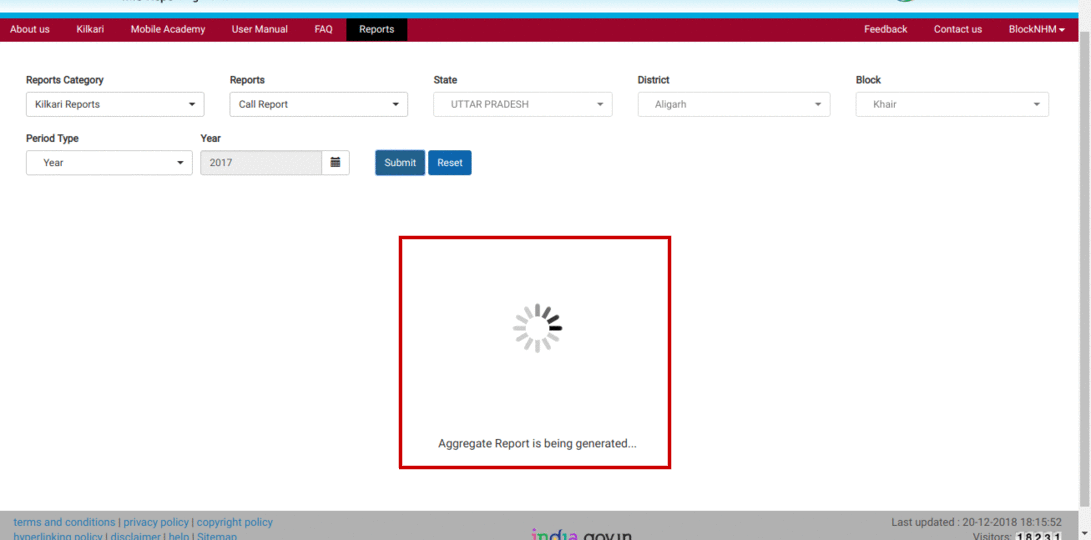 About us Kilkari Mobile Academy User Manual FAQ Reports Feedback Contact us BlockNHM
Reports Category Reports State District Block
Kilkari Reports Call Report UTTAR PRADESH Aligarh Khair
Period Type Year
Year 2017 Submit Reset
Aggregate Report is being generated...
terms and conditions | privacy policy | copyright policy Last updated : 20-12-2018 18:15:52
hyperlinking policy | disclaimer | help | Sitemap india.gov.in Visitors: 18231